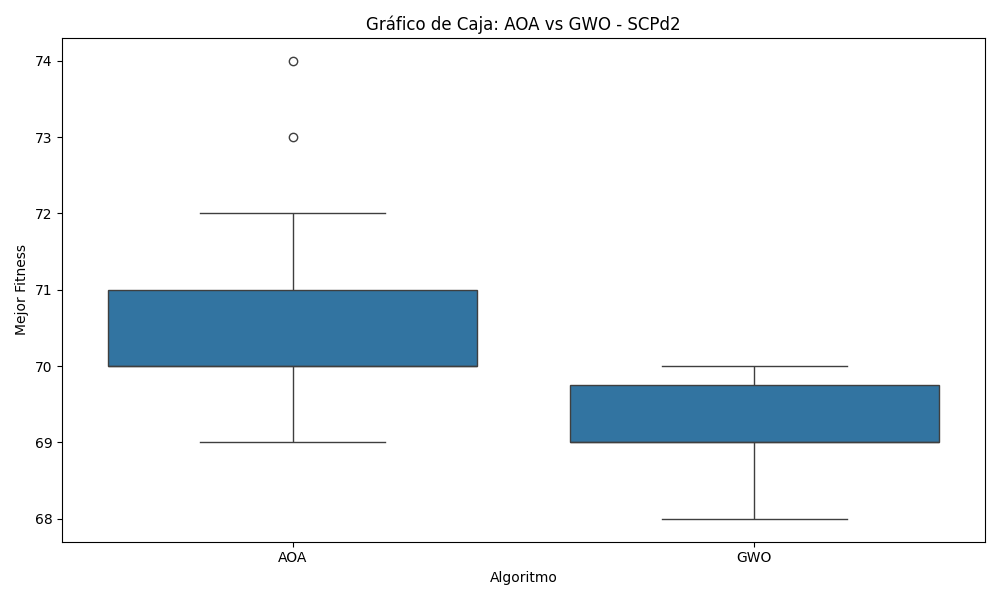 Gráfico de Caja: AOA vs GWO - SCPd2
74
73
72
71
70
69
68
Mejor Fitness
AOA
GWO
Algoritmo